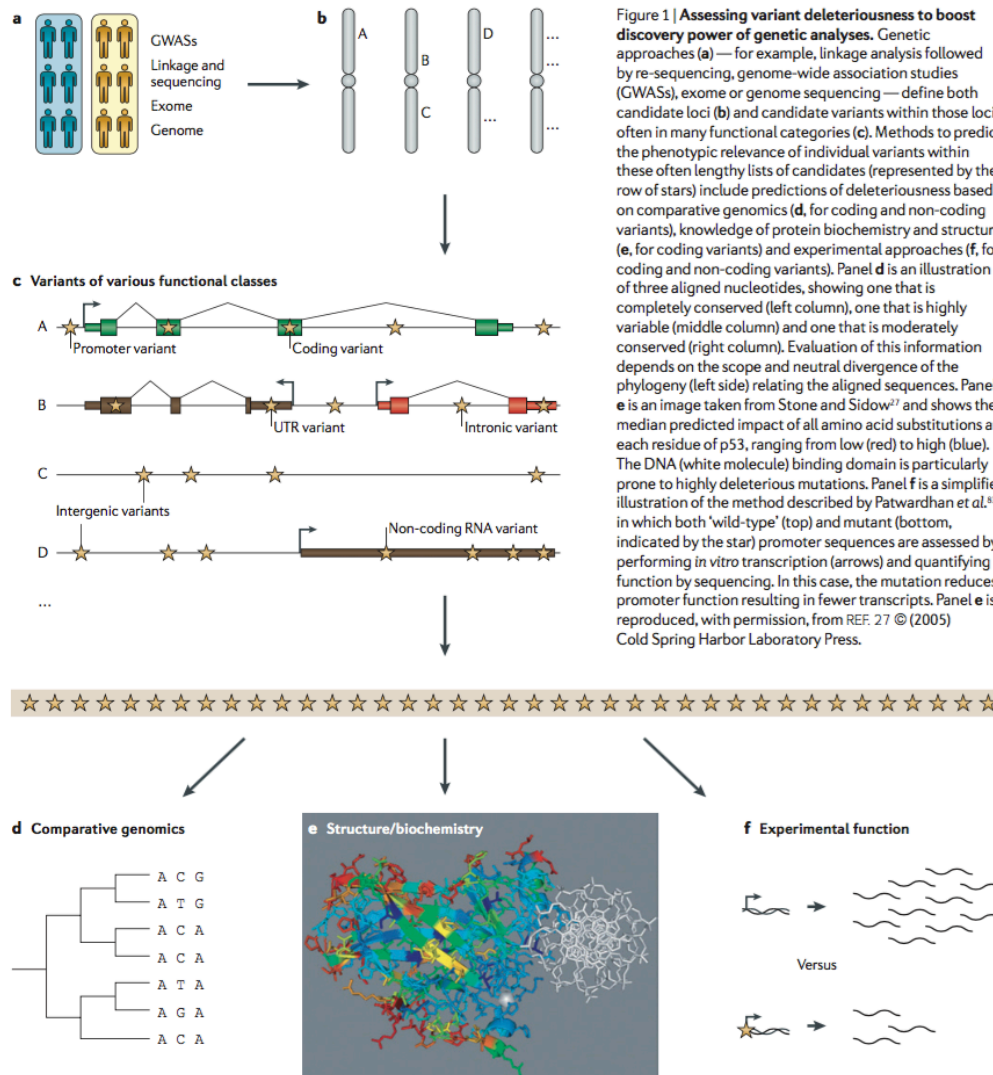 a
GWASs
Linkage and
sequencing
Exome
Genome
b
A
B
C
D
...
...
...
...
Figure 1 | Assessing variant deleteriousness to boost
discovery power of genetic analyses. Genetic
approaches (a) — for example, linkage analysis followed
by re-sequencing, genome-wide association studies
(GWASs), exome or genome sequencing — define both
candidate loci (b) and candidate variants within those loci
often in many functional categories (c). Methods to predic
the phenotypic relevance of individual variants within
these often lengthy lists of candidates (represented by the
row of stars) include predictions of deleteriousness based
on comparative genomics (d, for coding and non-coding
variants), knowledge of protein biochemistry and structur
(e, for coding variants) and experimental approaches (f, fo
coding and non-coding variants). Panel d is an illustration
of three aligned nucleotides, showing one that is
completely conserved (left column), one that is highly
variable (middle column) and one that is moderately
conserved (right column). Evaluation of this information
depends on the scope and neutral divergence of the
phylogeny (left side) relating the aligned sequences. Pane
e is an image taken from Stone and Sidow27 and shows the
median predicted impact of all amino acid substitutions a
each residue of p53, ranging from low (red) to high (blue).
The DNA (white molecule) binding domain is particularly
prone to highly deleterious mutations. Panel f is a simplifie
illustration of the method described by Patwardhan et al.8
in which both ‘wild-type’ (top) and mutant (bottom,
indicated by the star) promoter sequences are assessed by
performing in vitro transcription (arrows) and quantifying
function by sequencing. In this case, the mutation reduces
promoter function resulting in fewer transcripts. Panel e is
reproduced, with permission, from REF. 27 © (2005)
Cold Spring Harbor Laboratory Press.
c Variants of various functional classes
A
Promoter variant
Coding variant
B
UTR variant
Intronic variant
C
Intergenic variants
Non-coding RNA variant
D
...
d Comparative genomics
A C G
A T G
A C A
A C A
A T A
A G A
A C A
e Structure/biochemistry
f Experimental function
Versus